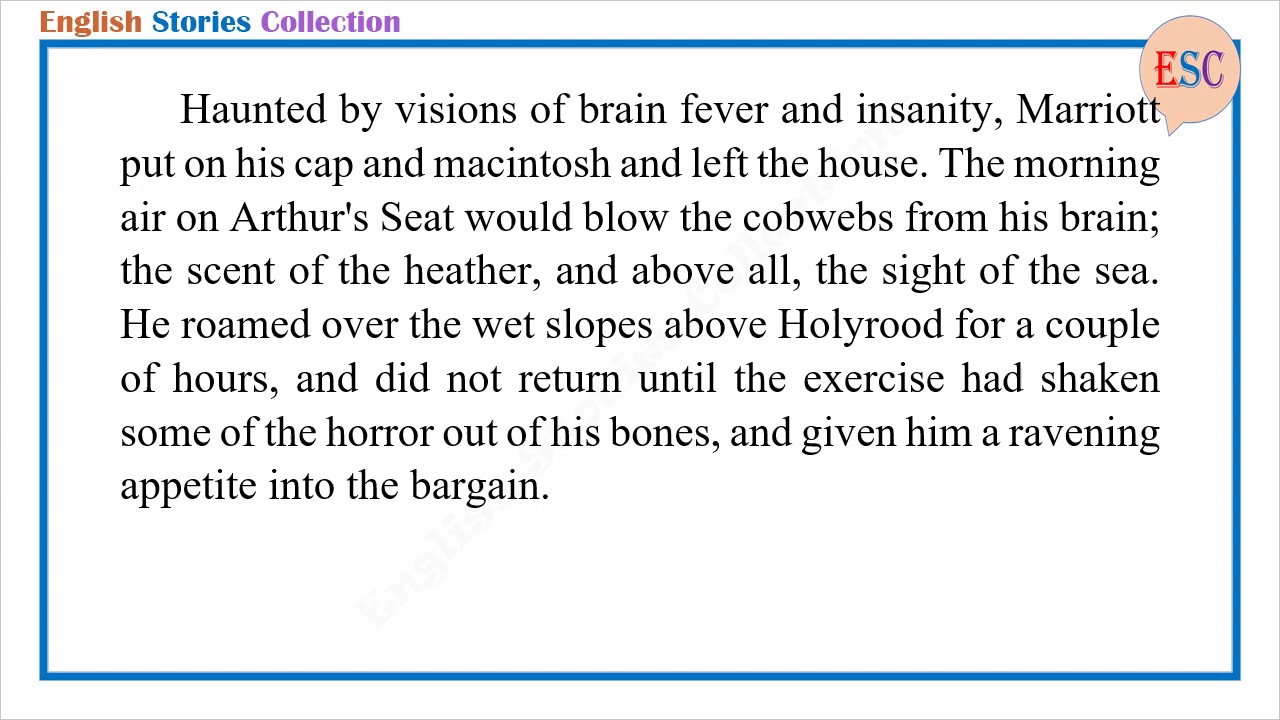 English Stories Collection
ESC
Haunted by visions of brain fever and insanity, Marriott
put on his cap and macintosh and left the house. The morning
air on Arthur's Seat would blow the cobwebs from his brain;
the scent of the heather, and above all, the sight of the sea.
He roamed over the wet slopes above Holyrood for a couple
of hours, and did not return until the exercise had shaken
some of the horror out of his bones, and given him a ravening
appetite into the bargain.
English Stories Collection